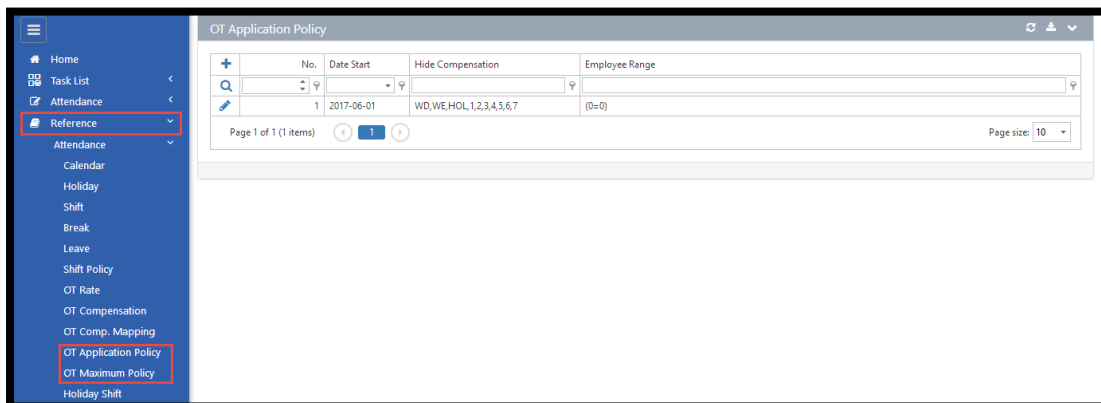 OT Application Policy
Home
Task List
Attendance
Reference
Attendance
Calendar
Holiday
Shift
Break
Leave
Shift Policy
OT Rate
OT Compensation
OT Comp. Mapping
OT Application Policy
OT Maximum Policy
Holiday Shift
No. Date Start Hide Compensation Employee Range
1 2017-06-01 WD,WE,HOL,1,2,3,4,5,6,7 (0=0)
Page 1 of 1 (1 items) 1 Page size: 10